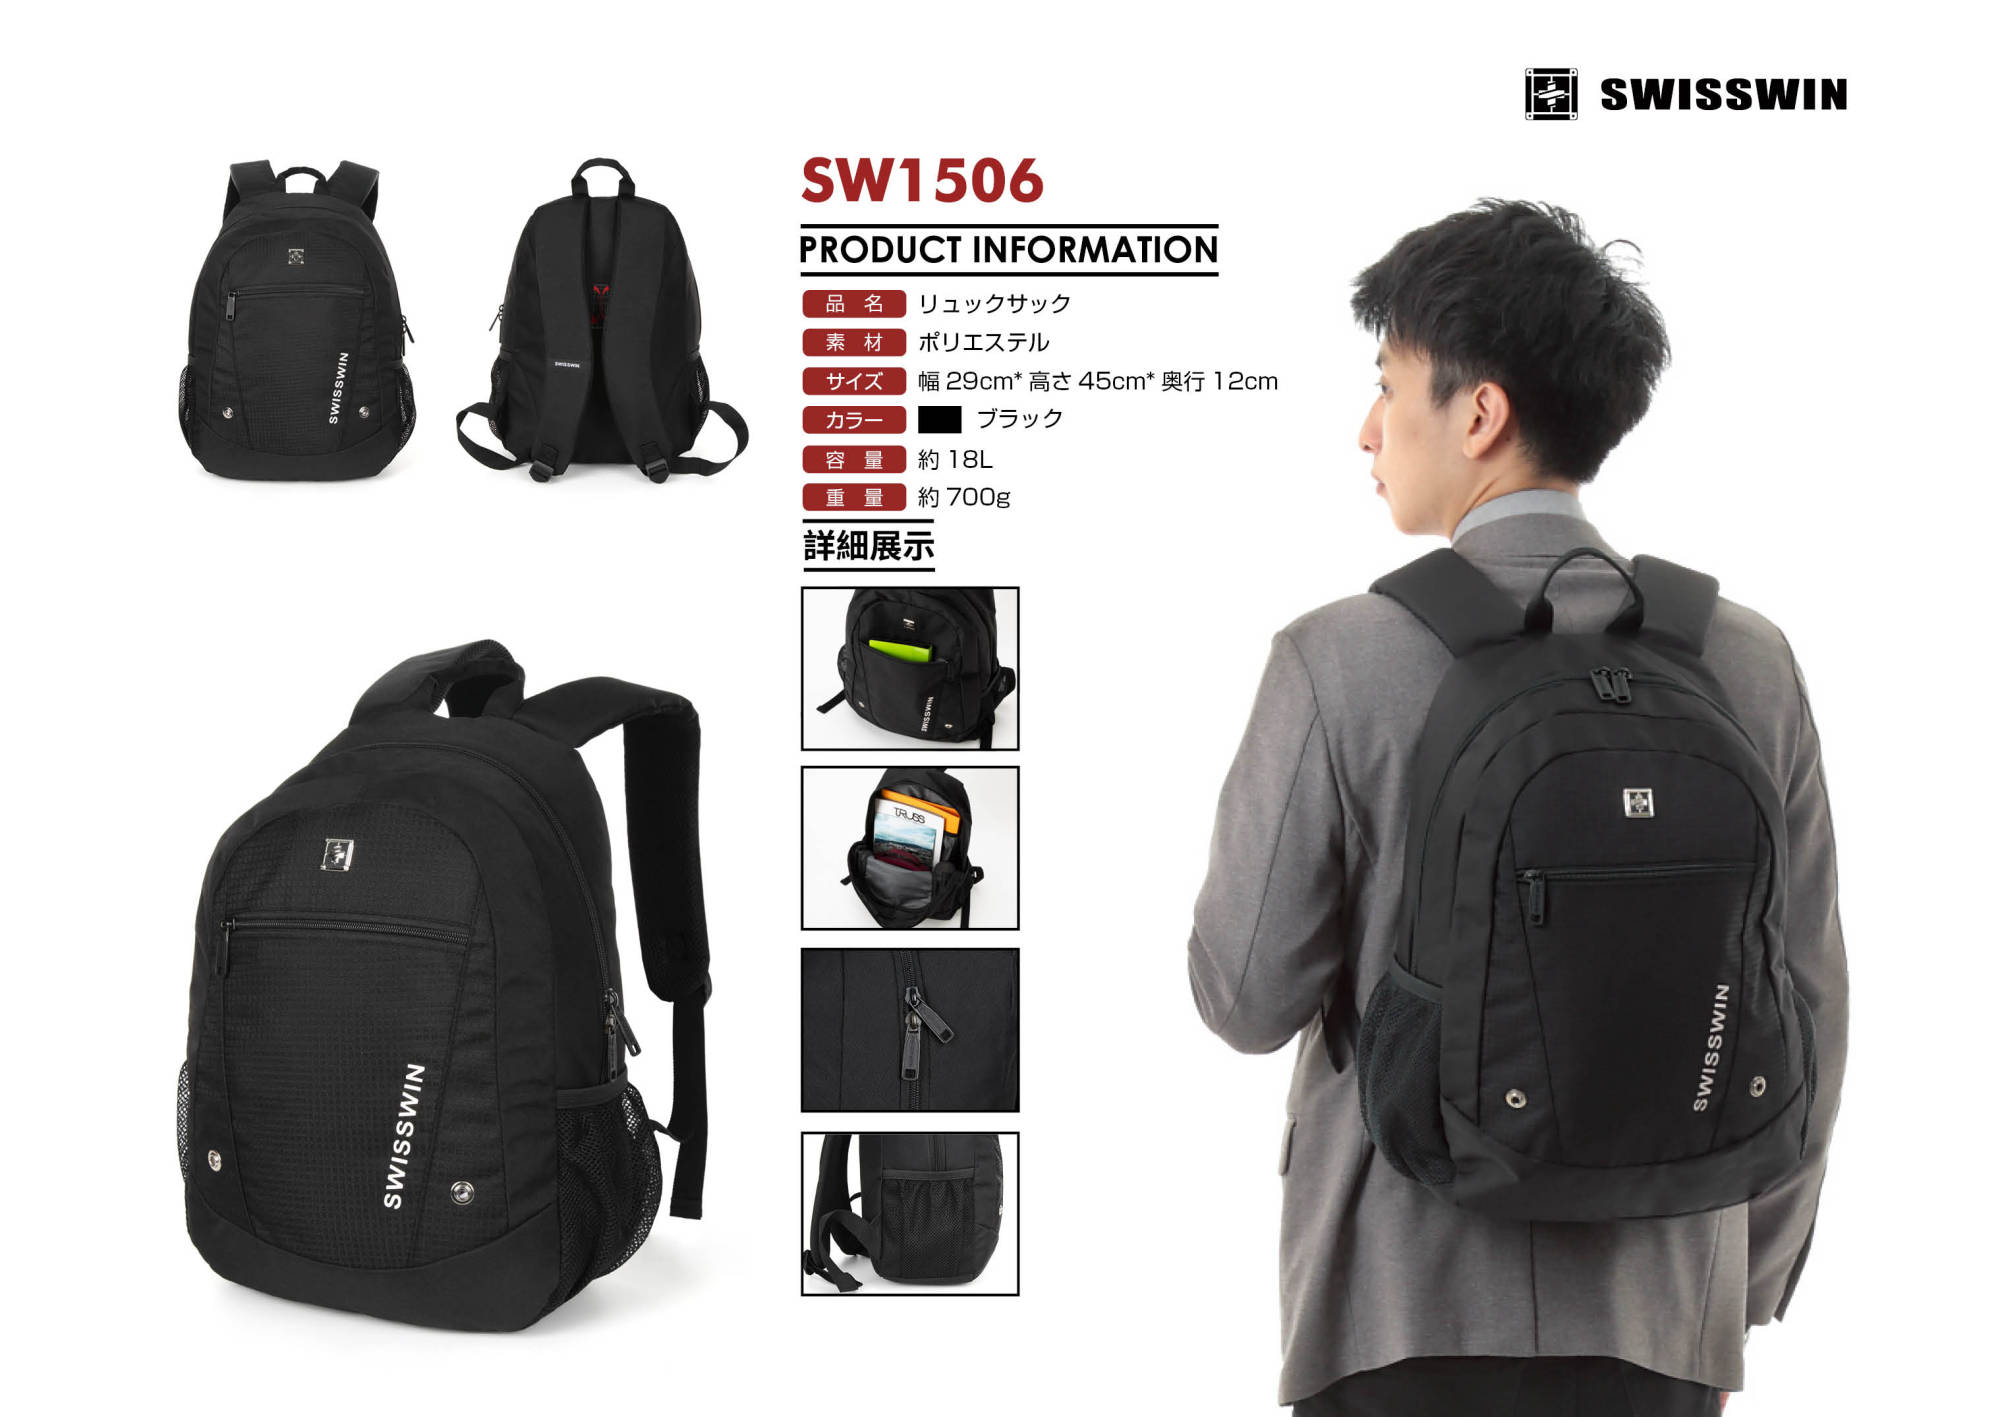 SWISSWIN
SW1506
PRODUCT INFORMATION
品 名 リュックサック
素 材 ポリエステル
サイズ 幅 29cm* 高さ 45cm* 奥行 12cm
カラー ブラック
容 量 約 18L
重 量 約 700g
詳細展示
SWISSWIN
SWISSWIN
SWISSWIN
TRUSS
SWISSWIN
SWISSWIN